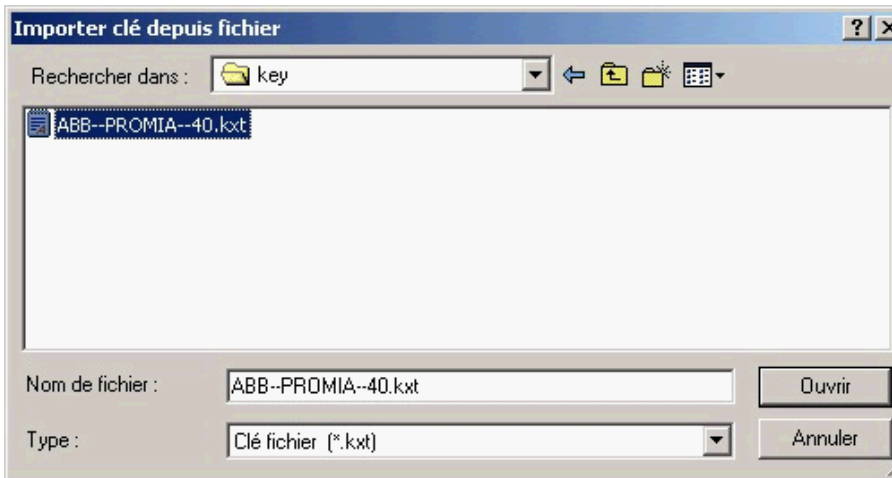 Importer clé depuis fichier
Rechercher dans : key
ABB--PROMIA--40.kxt
Nom de fichier : ABB--PROMIA--40.kxt Ouvrir
Type : Clé fichier (*.kxt) Annuler